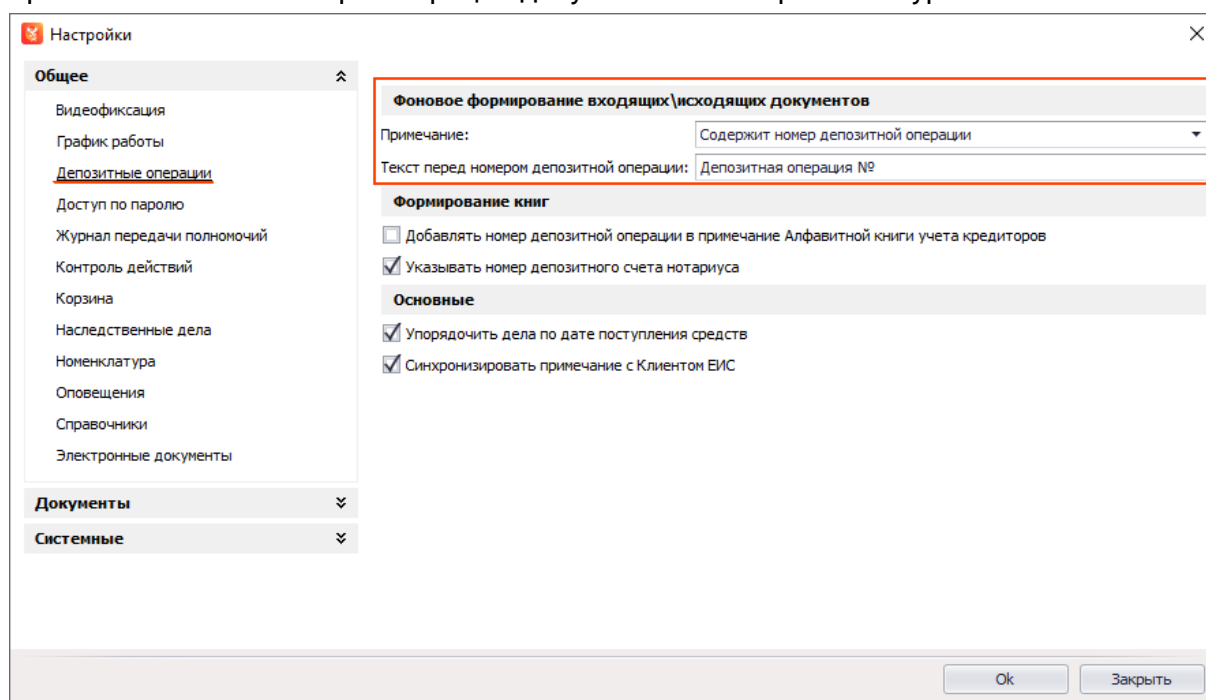 Настройки
Общее
Видеофиксация
График работы
Депозитные операции
Доступ по паролю
Журнал передачи полномочий
Контроль действий
Корзина
Наследственные дела
Номенклатура
Оповещения
Справочники
Электронные документы
Документы
Системные
Фоновое формирование входящих\исходящих документов
Примечание: Содержит номер депозитной операции
Текст перед номером депозитной операции: Депозитная операция №
Формирование книг
Добавлять номер депозитной операции в примечание Алфавитной книги учета кредиторов
Указывать номер депозитного счета нотариуса
Основные
Упорядочить дела по дате поступления средств
Синхронизировать примечание с Клиентом ЕИС
Ok Закрыть